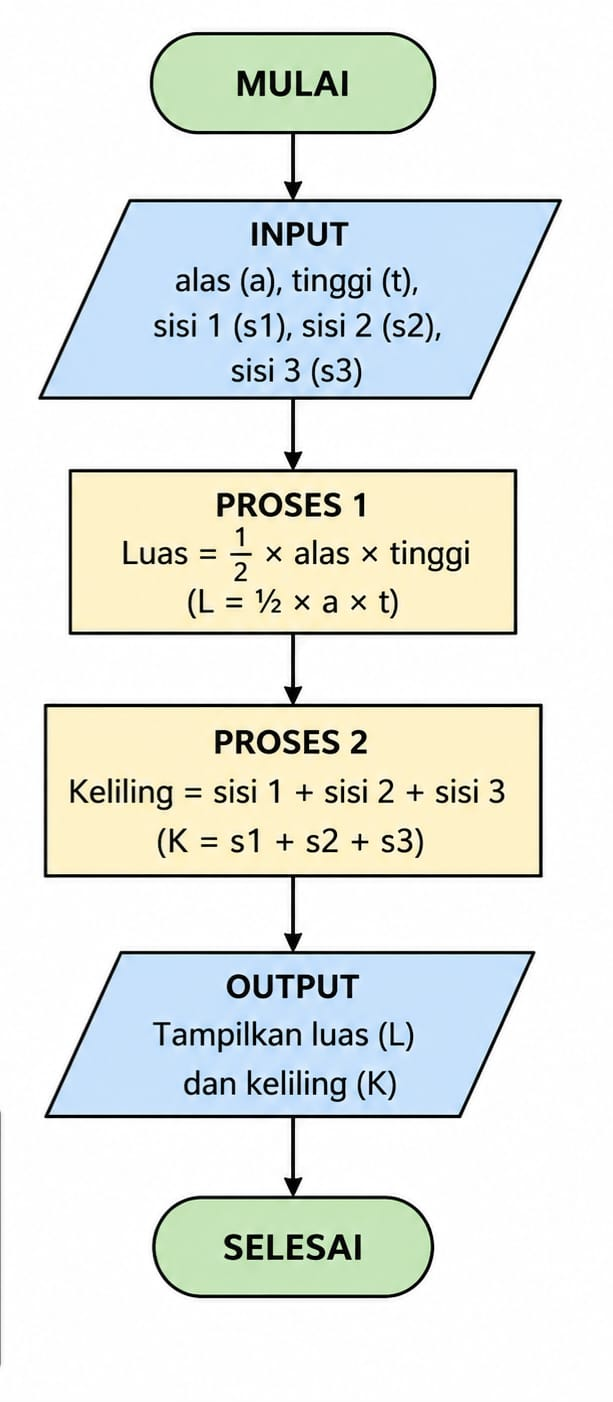 MULAI
INPUT
alas (a), tinggi (t),
sisi 1 (s1), sisi 2 (s2),
sisi 3 (s3)
PROSES 1
Luas = 1/2 × alas × tinggi
(L = ½ × a × t)
PROSES 2
Keliling = sisi 1 + sisi 2 + sisi 3
(K = s1 + s2 + s3)
OUTPUT
Tampilkan luas (L)
dan keliling (K)
SELESAI